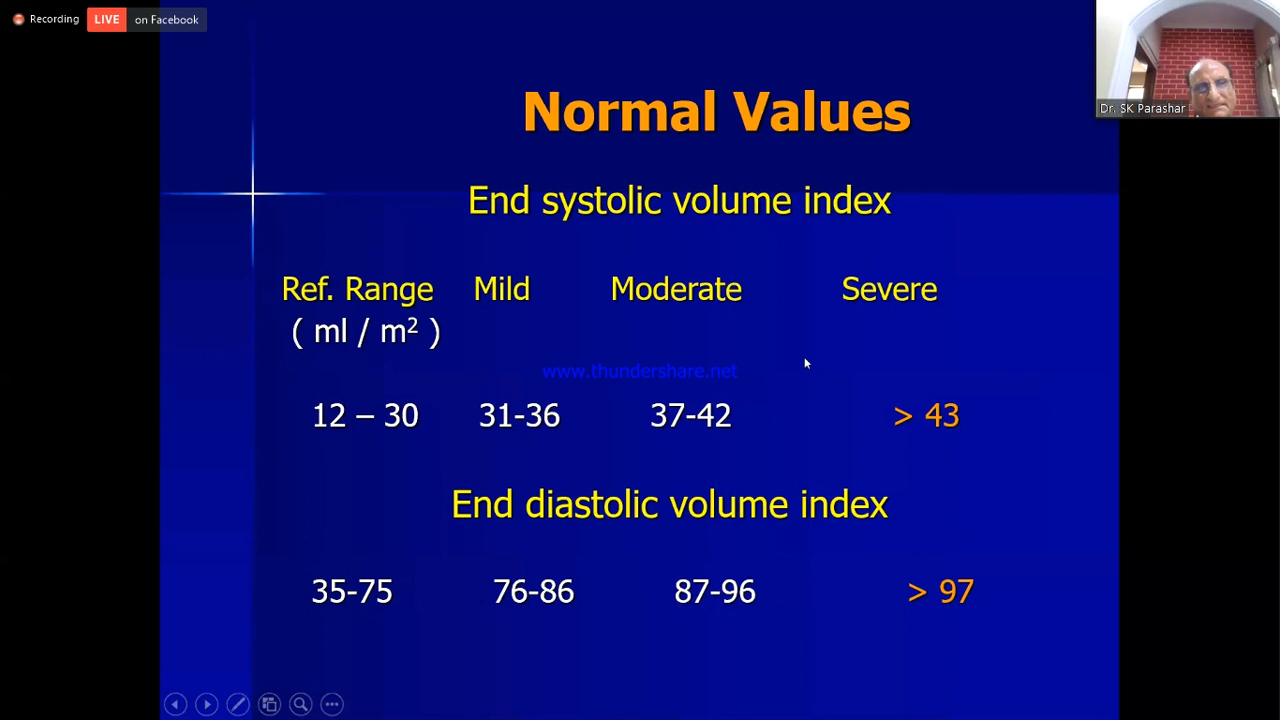 Recording LIVE on Facebook
Dr. SK Parashar
Normal Values
End systolic volume index
Ref. Range Mild Moderate Severe
( ml / m² )
www.thundershare.net
12 – 30 31-36 37-42 > 43
End diastolic volume index
35-75 76-86 87-96 > 97